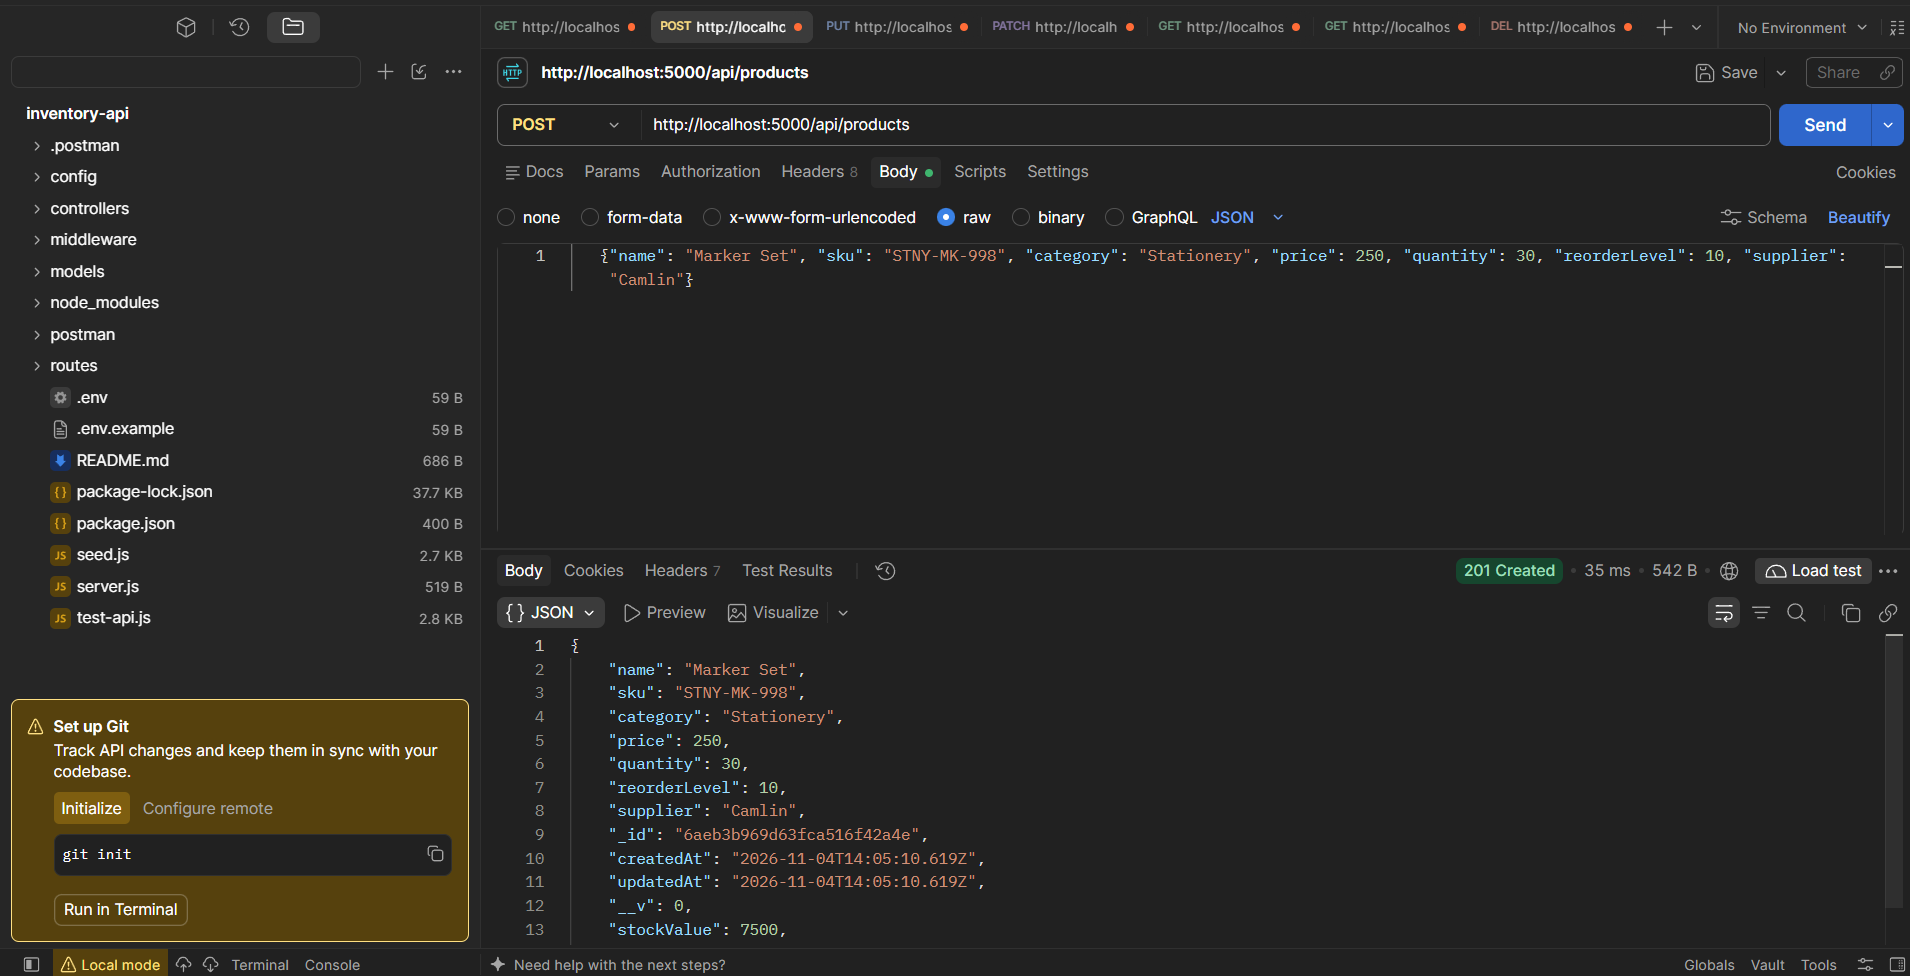 GET http://localhos
POST http://localhc
PUT http://localhos
PATCH http://localh
GET http://localhos
GET http://localhos
DEL http://localhos
No Environment
HTTP http://localhost:5000/api/products
Save
Share
inventory-api
.postman
config
controllers
middleware
models
node_modules
postman
routes
.env 59 B
.env.example 59 B
README.md 686 B
{} package-lock.json 37.7 KB
{} package.json 400 B
JS seed.js 2.7 KB
JS server.js 519 B
JS test-api.js 2.8 KB
Set up Git
Track API changes and keep them in sync with your
codebase.
Initialize Configure remote
git init
Run in Terminal
POST http://localhost:5000/api/products Send
Docs Params Authorization Headers 8 Body Scripts Settings Cookies
none form-data x-www-form-urlencoded raw binary GraphQL JSON Schema Beautify
1 {"name": "Marker Set", "sku": "STNY-MK-998", "category": "Stationery", "price": 250, "quantity": 30, "reorderLevel": 10, "supplier":
"Camlin"}
Body Cookies Headers 7 Test Results 201 Created • 35 ms • 542 B • Load test
{} JSON Preview Visualize
1 {
2 "name": "Marker Set",
3 "sku": "STNY-MK-998",
4 "category": "Stationery",
5 "price": 250,
6 "quantity": 30,
7 "reorderLevel": 10,
8 "supplier": "Camlin",
9 "_id": "6aeb3b969d63fca516f42a4e",
10 "createdAt": "2026-11-04T14:05:10.619Z",
11 "updatedAt": "2026-11-04T14:05:10.619Z",
12 "__v": 0,
13 "stockValue": 7500,
Local mode Terminal Console Need help with the next steps? Globals Vault Tools